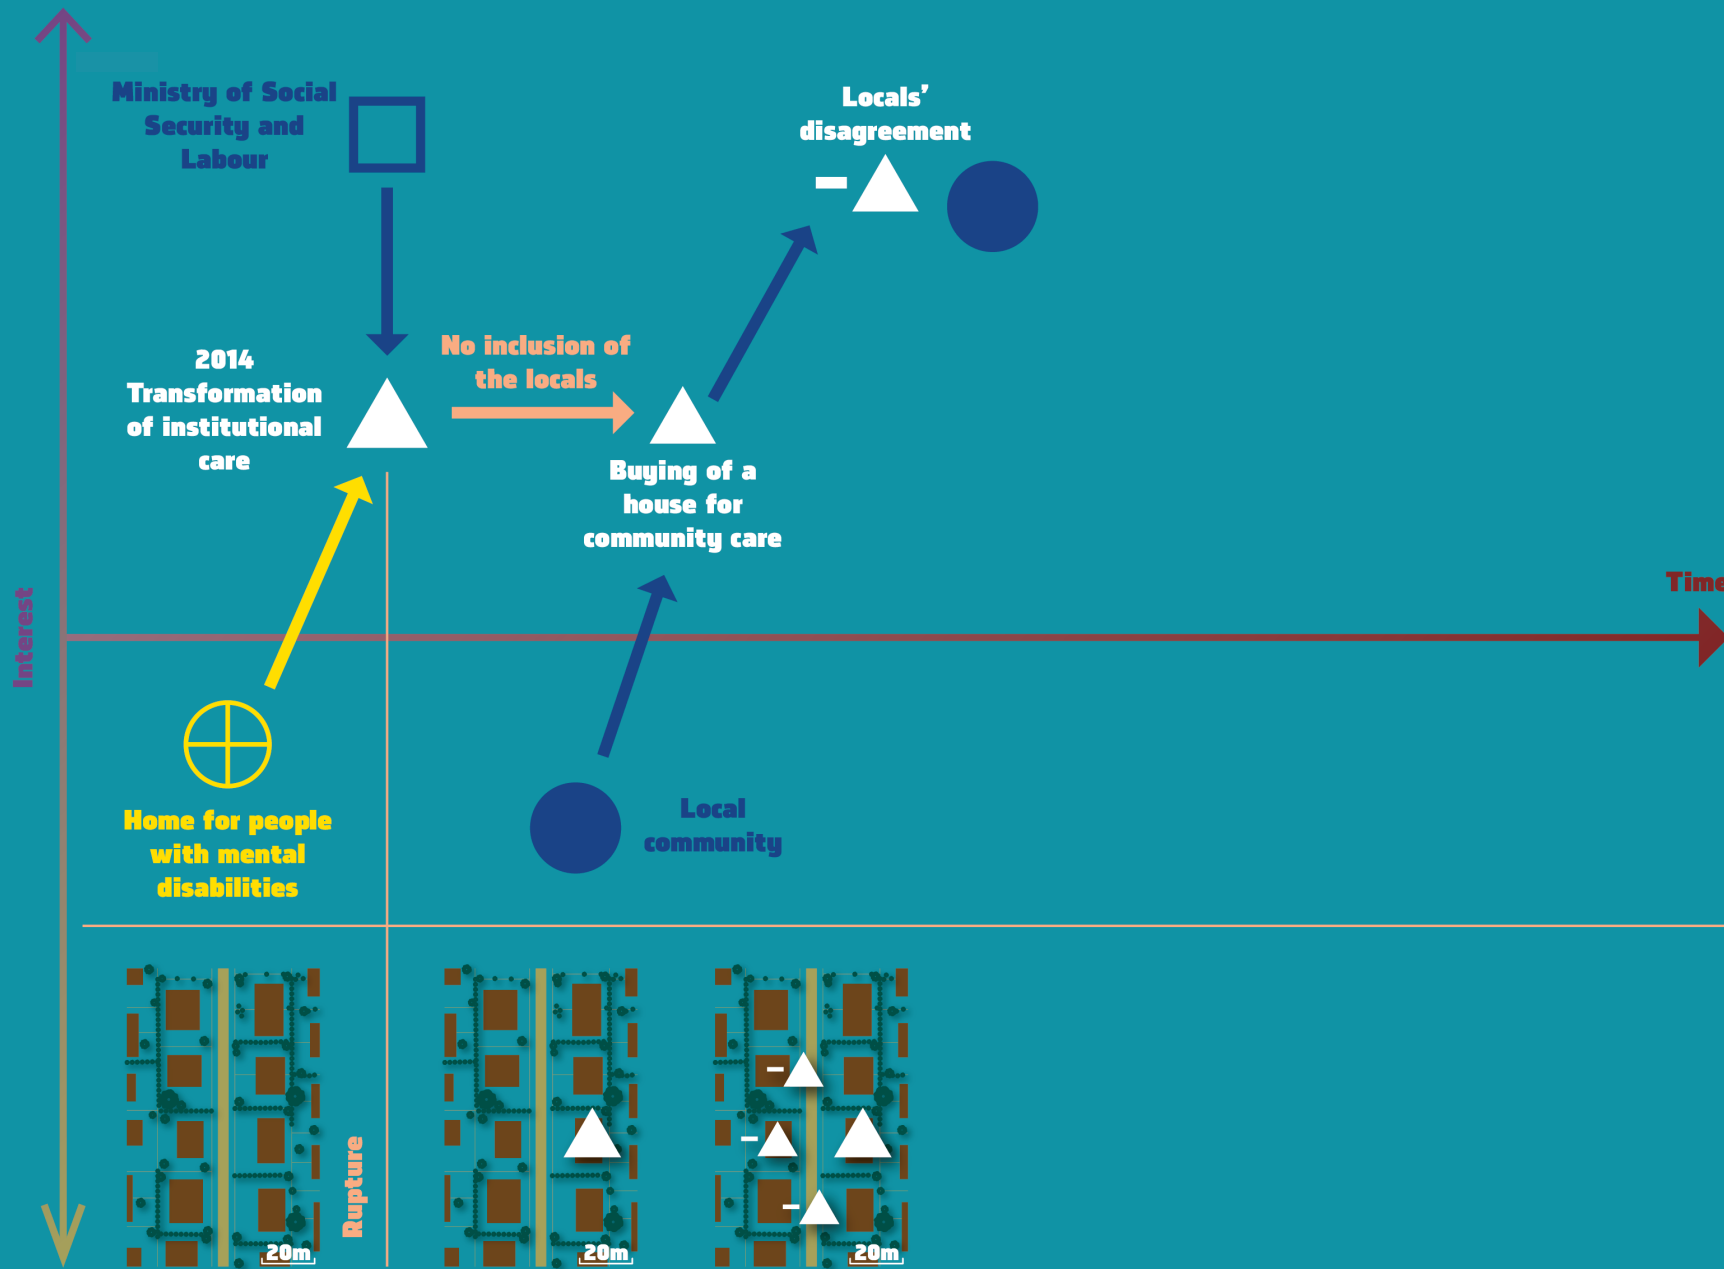 Ministry of Social
Security and
Labour
Locals’
disagreement
2014
Transformation
of institutional
care
No inclusion of
the locals
Buying of a
house for
community care
Time
Interest
Home for people
with mental
disabilities
Local
community
Rupture
20m
20m
20m